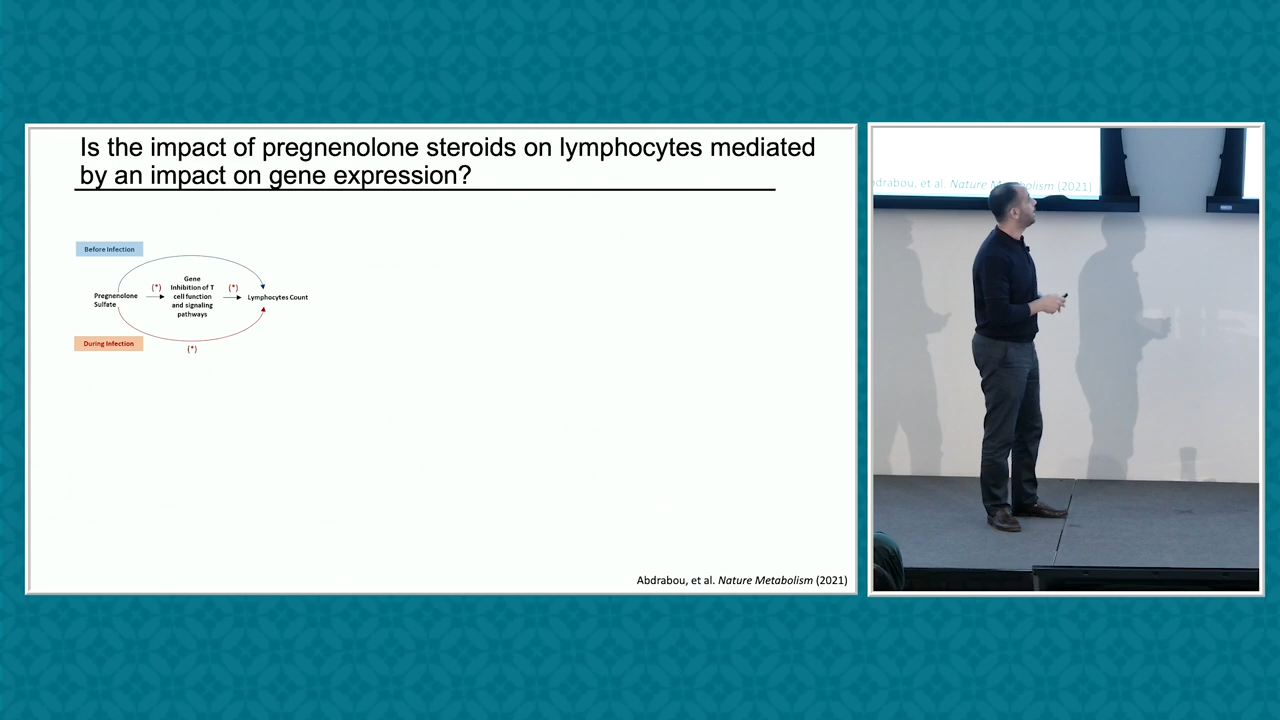 Is the impact of pregnenolone steroids on lymphocytes mediated
by an impact on gene expression?
Before Infection
Pregnenolone
Sulfate
(*)
Gene
Inhibition of T
cell function
and signaling
pathways
(*)
Lymphocytes Count
During Infection
(*)
Abdrabou, et al. Nature Metabolism (2021)
et al. Nature Metabolism (2021)